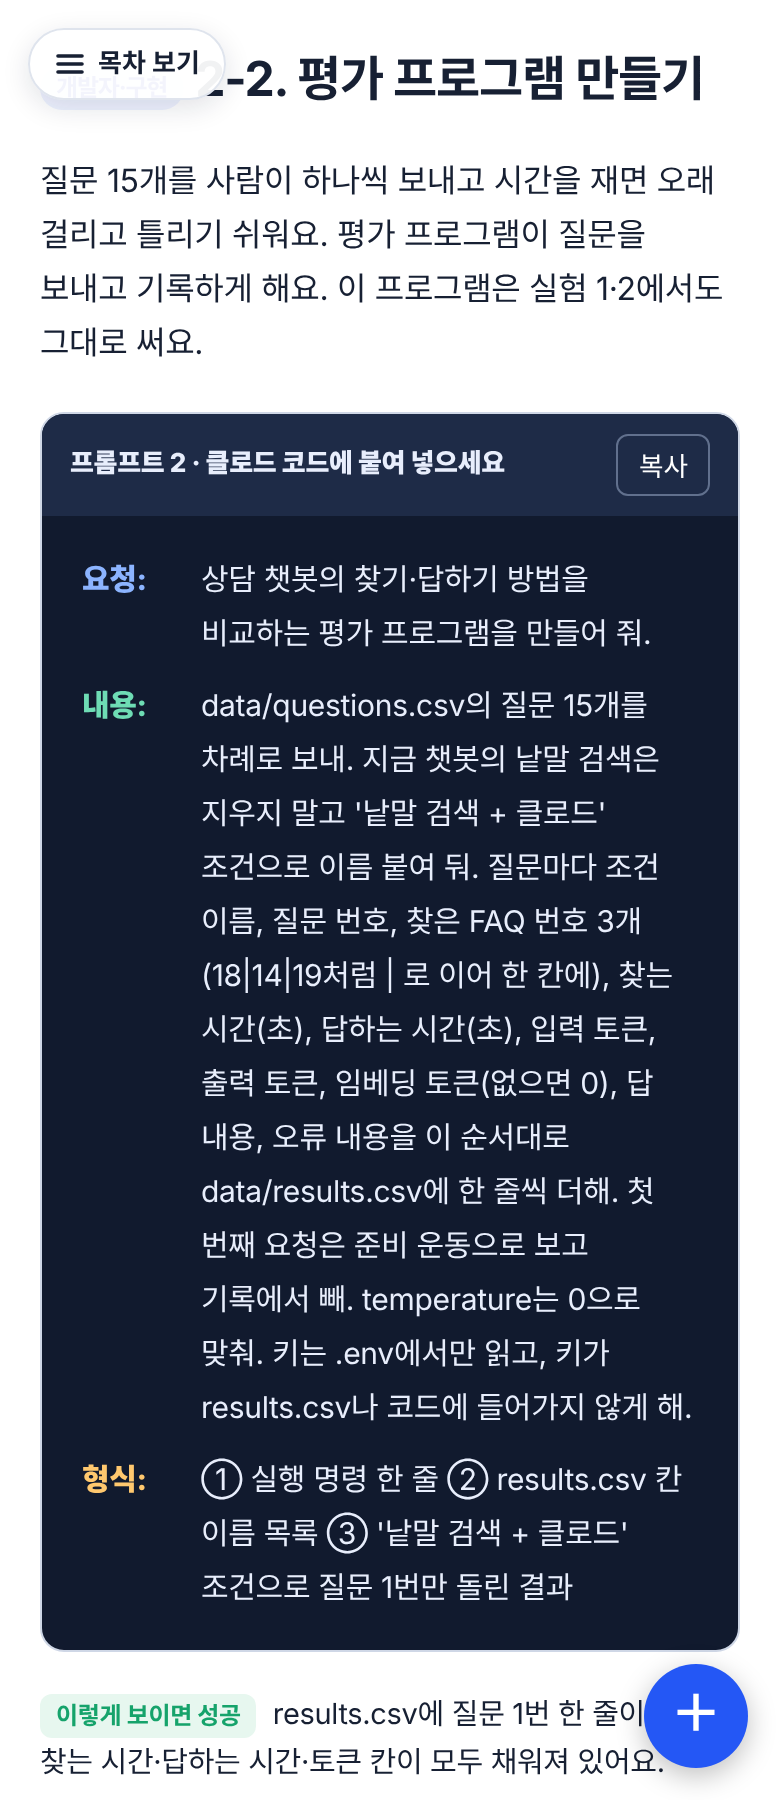 목차 보기
개발자·구현 2-2. 평가 프로그램 만들기
질문 15개를 사람이 하나씩 보내고 시간을 재면 오래
걸리고 틀리기 쉬워요. 평가 프로그램이 질문을
보내고 기록하게 해요. 이 프로그램은 실험 1·2에서도
그대로 써요.
프롬프트 2 · 클로드 코드에 붙여 넣으세요
복사
요청: 상담 챗봇의 찾기·답하기 방법을
비교하는 평가 프로그램을 만들어 줘.
내용: data/questions.csv의 질문 15개를
차례로 보내. 지금 챗봇의 낱말 검색은
지우지 말고 '낱말 검색 + 클로드'
조건으로 이름 붙여 둬. 질문마다 조건
이름, 질문 번호, 찾은 FAQ 번호 3개
(18|14|19처럼 | 로 이어 한 칸에), 찾는
시간(초), 답하는 시간(초), 입력 토큰,
출력 토큰, 임베딩 토큰(없으면 0), 답
내용, 오류 내용을 이 순서대로
data/results.csv에 한 줄씩 더해. 첫
번째 요청은 준비 운동으로 보고
기록에서 빼. temperature는 0으로
맞춰. 키는 .env에서만 읽고, 키가
results.csv나 코드에 들어가지 않게 해.
형식: ① 실행 명령 한 줄 ② results.csv 칸
이름 목록 ③ '낱말 검색 + 클로드'
조건으로 질문 1번만 돌린 결과
이렇게 보이면 성공 results.csv에 질문 1번 한 줄이
찾는 시간·답하는 시간·토큰 칸이 모두 채워져 있어요.